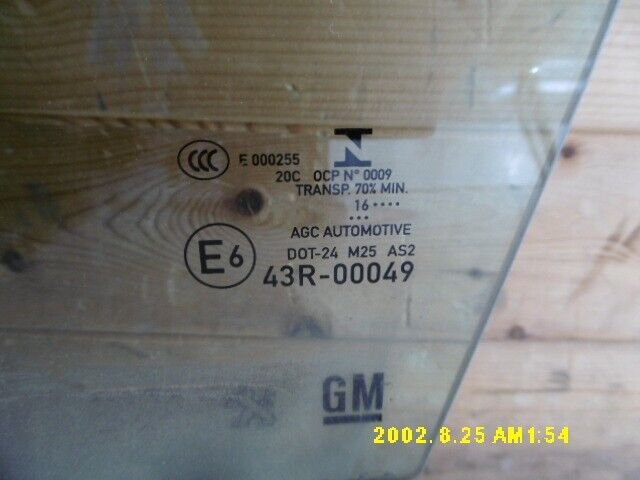 N
CCC E 000255
20C OCP N° 0009
TRANSP. 70% MIN.
16 ....
...
AGC AUTOMOTIVE
E6 DOT-24 M25 AS2
43R-00049
GM
2002. 8.25 AM1:54